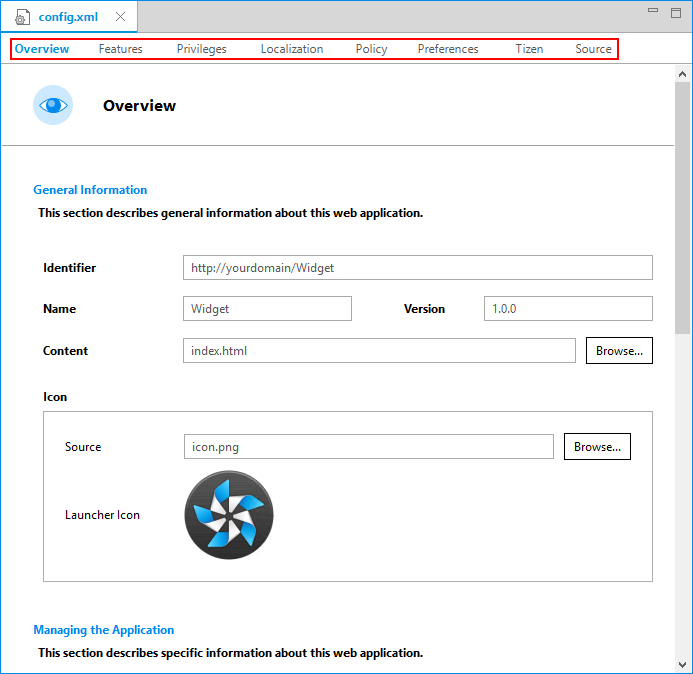 config.xml
Overview Features Privileges Localization Policy Preferences Tizen Source
Overview
General Information
This section describes general information about this web application.
Identifier http://yourdomain/Widget
Name Widget Version 1.0.0
Content index.html Browse...
Icon
Source icon.png Browse...
Launcher Icon
Managing the Application
This section describes specific information about this web application.